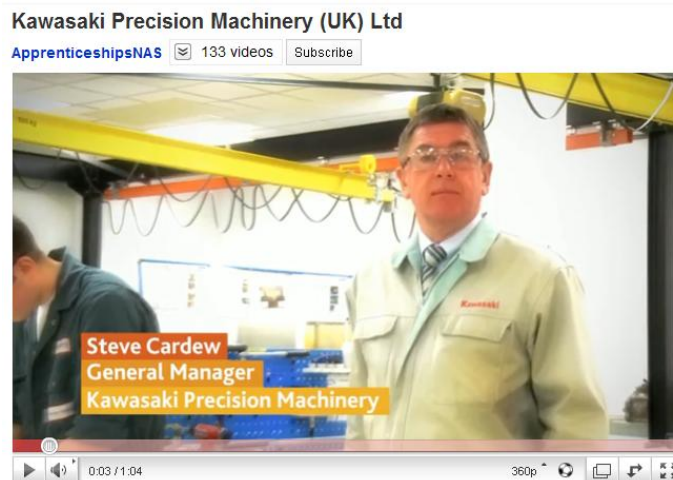 Kawasaki Precision Machinery (UK) Ltd
ApprenticeshipsNAS 133 videos Subscribe
Kawasaki
Steve Cardew
General Manager
Kawasaki Precision Machinery
0:03 / 1:04 360p